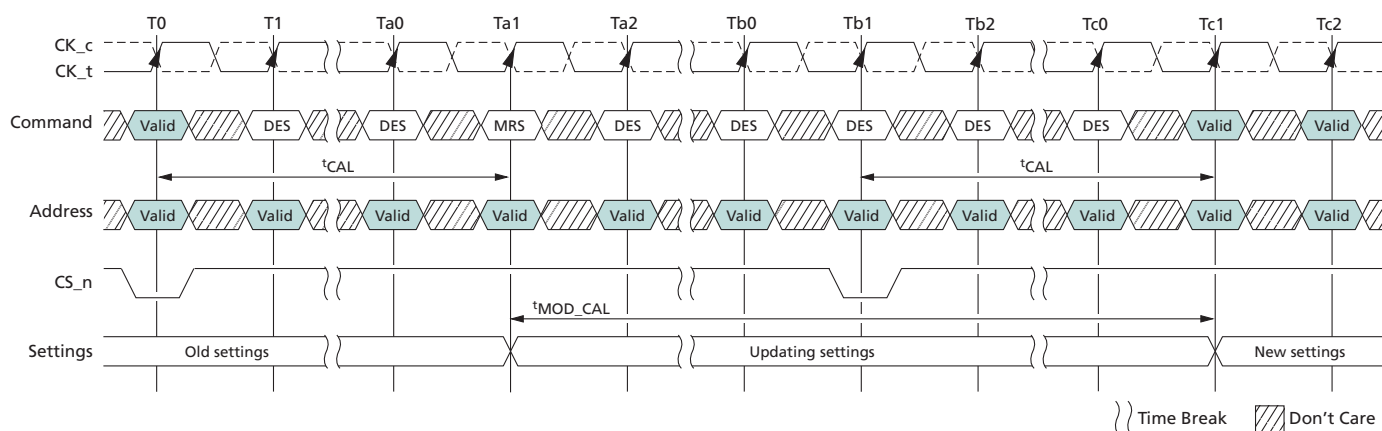 T0 T1 Ta0 Ta1 Ta2 Tb0 Tb1 Tb2 Tc0 Tc1 Tc2
CK_c
CK_t
Command Valid DES DES MRS DES DES DES DES DES Valid Valid
tCAL tCAL
Address Valid Valid Valid Valid Valid Valid Valid Valid Valid Valid Valid
CS_n
tMOD_CAL
Settings Old settings Updating settings New settings
Time Break Don't Care